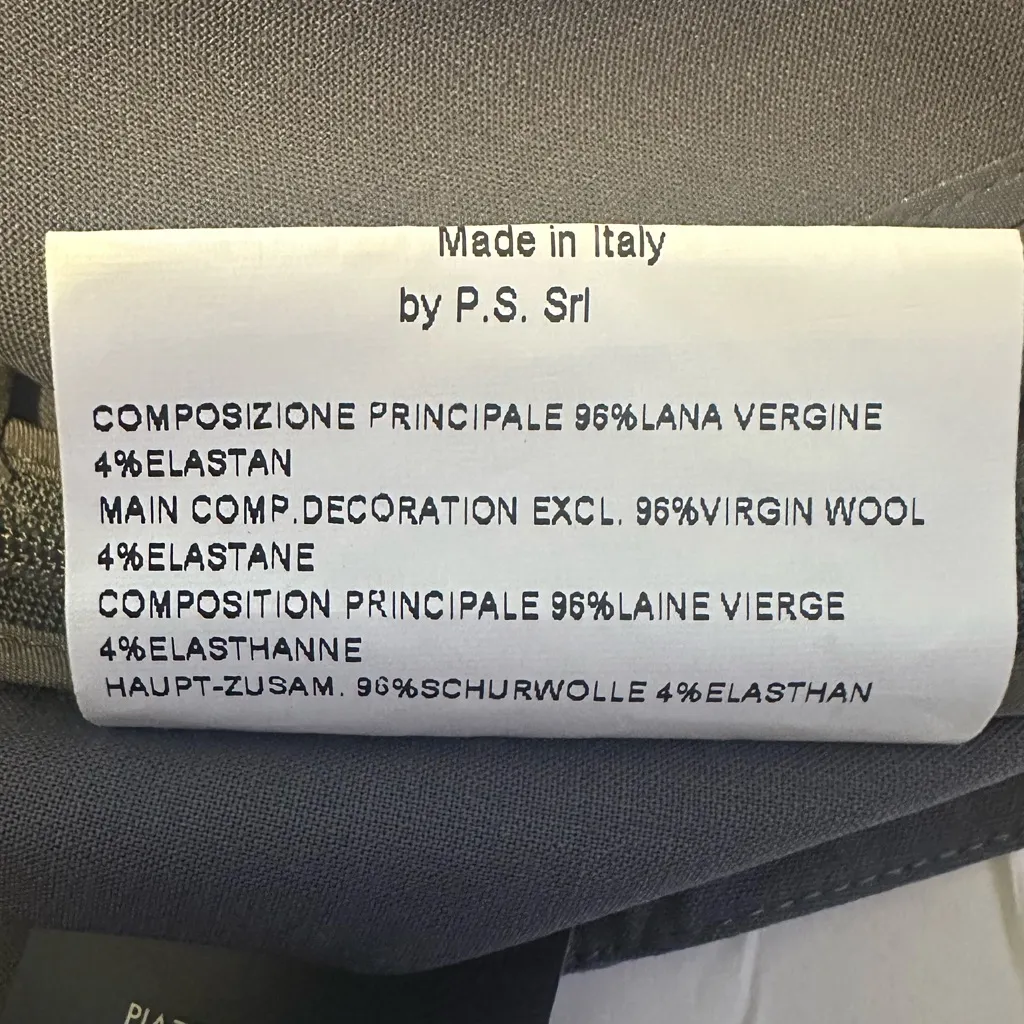 Made in Italy
by P.S. Srl
COMPOSIZIONE PRINCIPALE 96%LANA VERGINE
4%ELASTAN
MAIN COMP.DECORATION EXCL. 96%VIRGIN WOOL
4%ELASTANE
COMPOSITION PRINCIPALE 96%LAINE VIERGE
4%ELASTHANNE
HAUPT-ZUSAM. 96%SCHURWOLLE 4%ELASTHAN